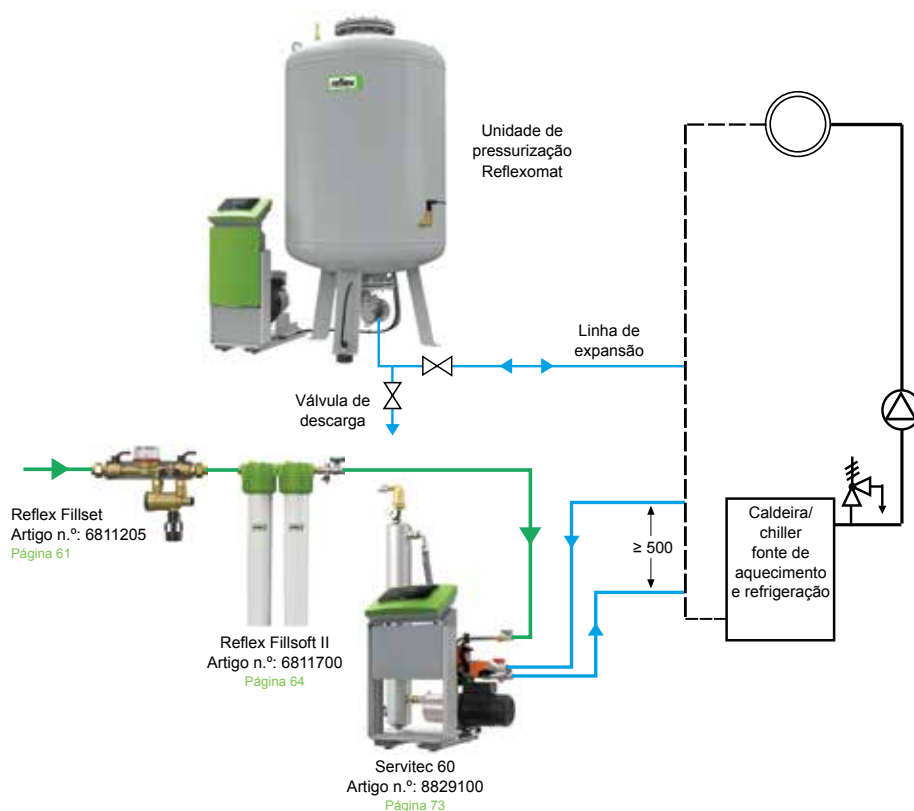 reflex
Unidade de
pressurização
Reflexomat
Linha de
expansão
Válvula de
descarga
Reflex Fillset
Artigo n.º: 6811205
Página 61
Reflex Fillsoft II
Artigo n.º: 6811700
Página 64
≥ 500
Caldeira/
chiller
fonte de
aquecimento
e refrigeração
Servitec 60
Artigo n.º: 8829100
Página 73